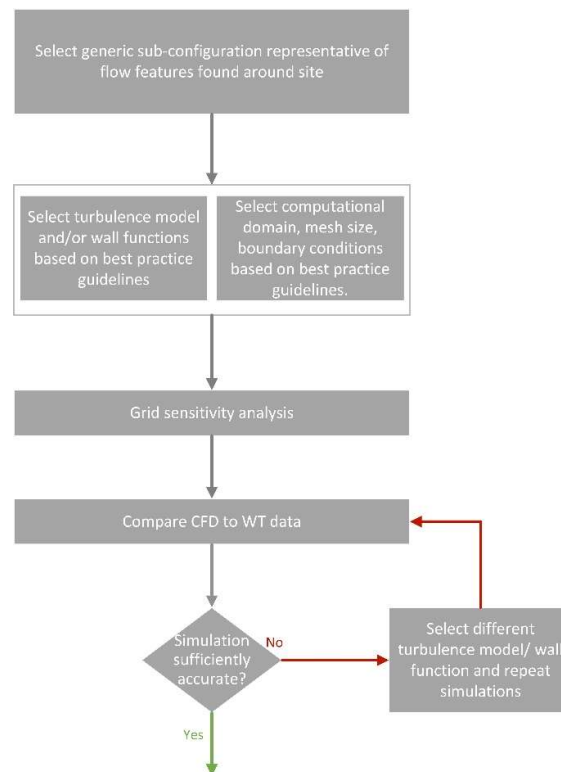 Select generic sub-configuration representative of
flow features found around site
Select turbulence model
and/or wall functions
based on best practice
guidelines
Select computational
domain, mesh size,
boundary conditions
based on best practice
guidelines.
Grid sensitivity analysis
Compare CFD to WT data
Simulation
sufficiently
accurate?
No
Select different
turbulence model/ wall
function and repeat
simulations
Yes